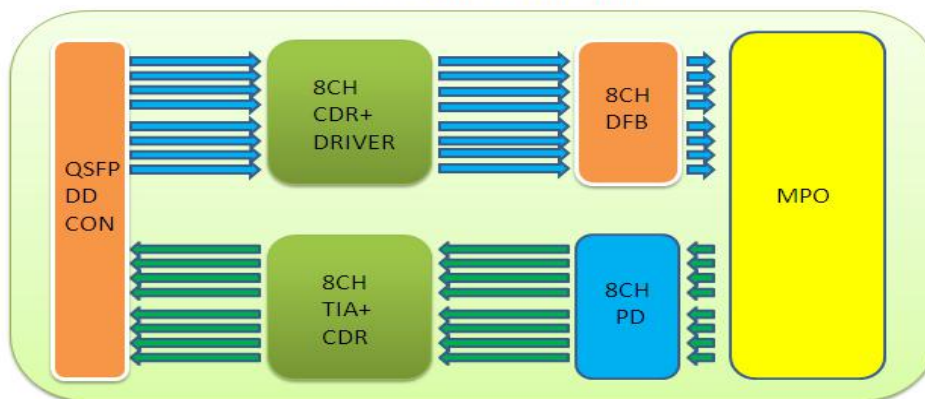 QSFP
DD
CON
8CH
CDR+
DRIVER
8CH
DFB
MPO
8CH
TIA+
CDR
8CH
PD